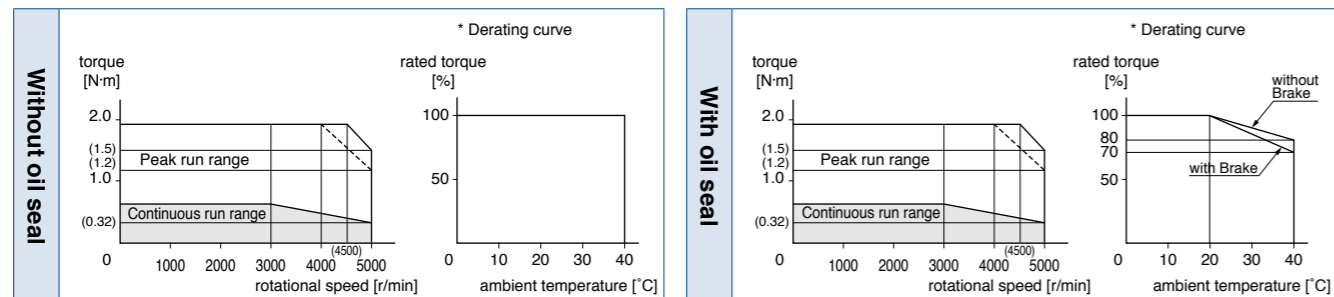 Without oil seal
* Derating curve
torque
[N·m]
rated torque
[%]
2.0
(1.5)
(1.2)
1.0
(0.32)
0
Peak run range
Continuous run range
1000 2000 3000 4000 (4500) 5000
rotational speed [r/min]
100
50
0 10 20 30 40
ambient temperature [˚C]
With oil seal
* Derating curve
torque
[N·m]
rated torque
[%]
2.0
(1.5)
(1.2)
1.0
(0.32)
0
Peak run range
Continuous run range
1000 2000 3000 4000 (4500) 5000
rotational speed [r/min]
without
Brake
100
80
70
50
with Brake
0 10 20 30 40
ambient temperature [˚C]